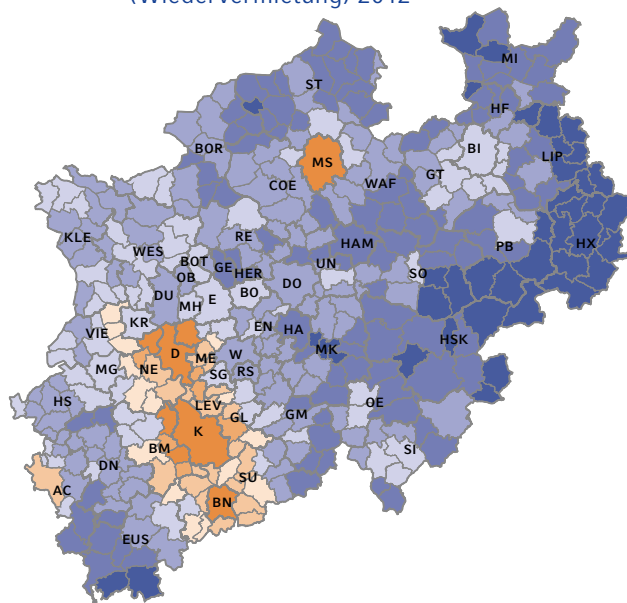 (Wiedervermietung) 2012
MI
ST
HF
BI
BOR
MS
LIP
GT
WAF
COE
KLE
RE
HAM
PB
HX
WES
BOT
UN
SO
OB
GE
HER
DU
DO
BO
E
MH
KR
EN
HA
VIE
HSK
D
MK
W
ME
NE
MG
SG
RS
HS
LEV
OE
GL
GM
K
BM
SI
DN
SU
AC
BN
EUS